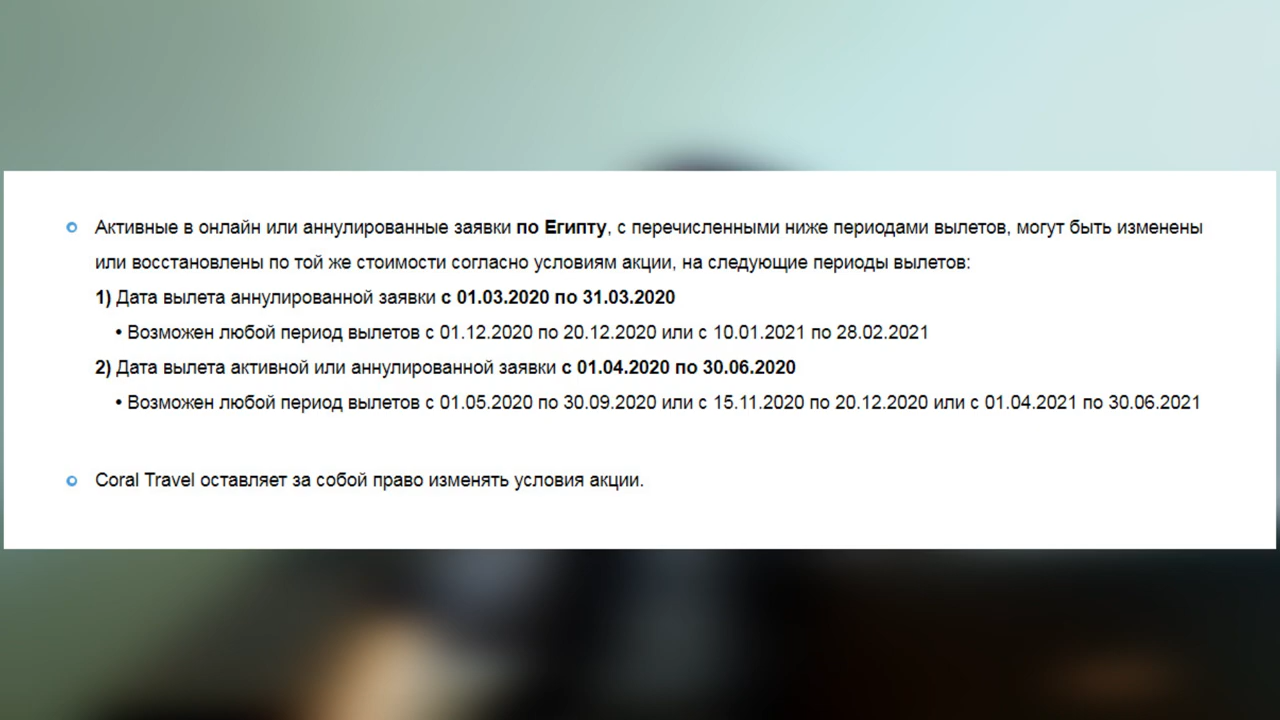 Активные в онлайн или аннулированные заявки по Египту, с перечисленными ниже периодами вылетов, могут быть изменены
или восстановлены по той же стоимости согласно условиям акции, на следующие периоды вылетов:
1) Дата вылета аннулированной заявки с 01.03.2020 по 31.03.2020
• Возможен любой период вылетов с 01.12.2020 по 20.12.2020 или с 10.01.2021 по 28.02.2021
2) Дата вылета активной или аннулированной заявки с 01.04.2020 по 30.06.2020
• Возможен любой период вылетов с 01.05.2020 по 30.09.2020 или с 15.11.2020 по 20.12.2020 или с 01.04.2021 по 30.06.2021
Coral Travel оставляет за собой право изменять условия акции.